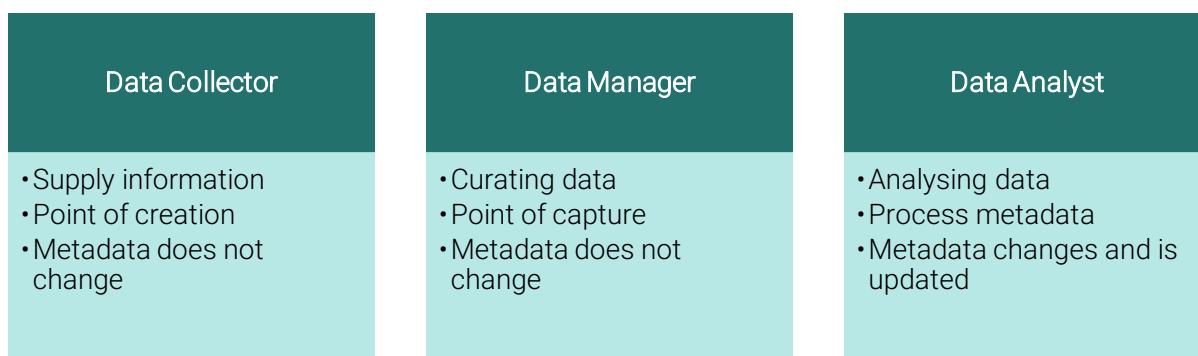 Data Collector
•Supply information
•Point of creation
•Metadata does not
change
Data Manager
•Curating data
•Point of capture
•Metadata does not
change
Data Analyst
•Analysing data
•Process metadata
•Metadata changes and is
updated